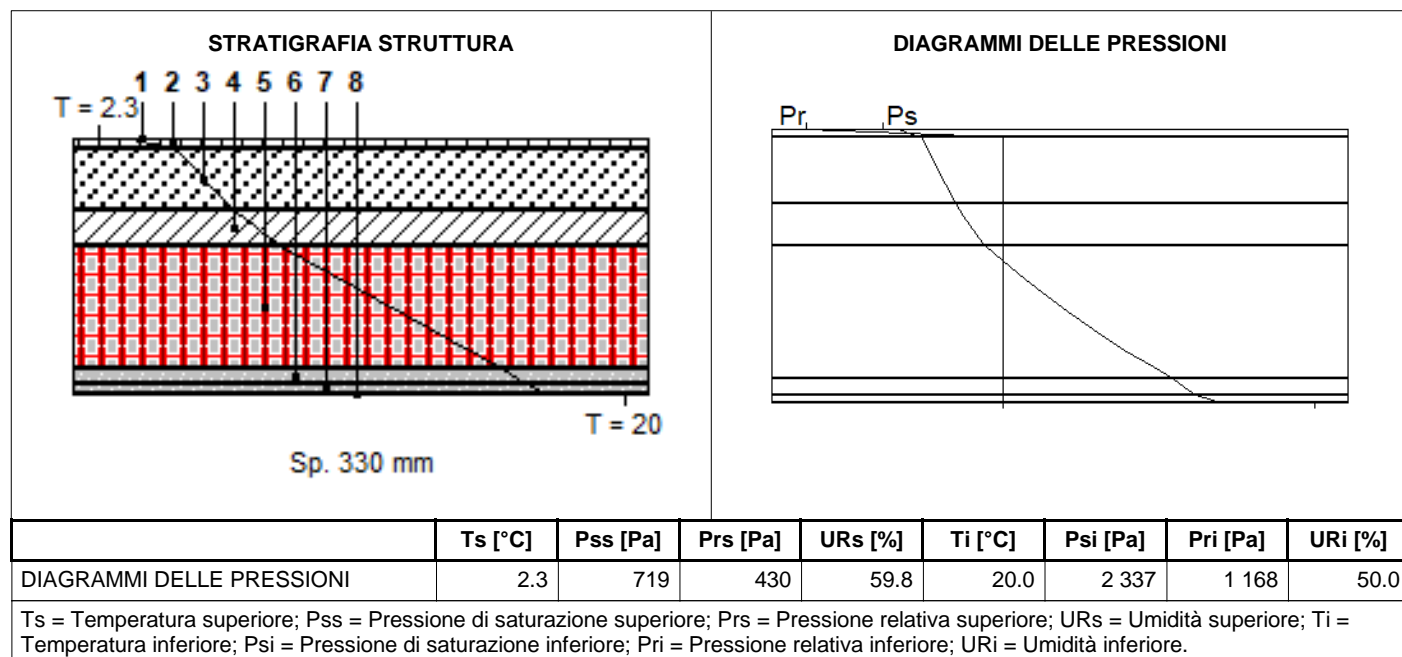 STRATIGRAFIA STRUTTURA
1 2 3 4 5 6 7 8
T = 2.3
T = 20
Sp. 330 mm
DIAGRAMMI DELLE PRESSIONI
Pr Ps
Ts [°C] Pss [Pa] Prs [Pa] URs [%] Ti [°C] Psi [Pa] Pri [Pa] URi [%]
DIAGRAMMI DELLE PRESSIONI 2.3 719 430 59.8 20.0 2 337 1 168 50.0
Ts = Temperatura superiore; Pss = Pressione di saturazione superiore; Prs = Pressione relativa superiore; URs = Umidità superiore; Ti =
Temperatura inferiore; Psi = Pressione di saturazione inferiore; Pri = Pressione relativa inferiore; URi = Umidità inferiore.